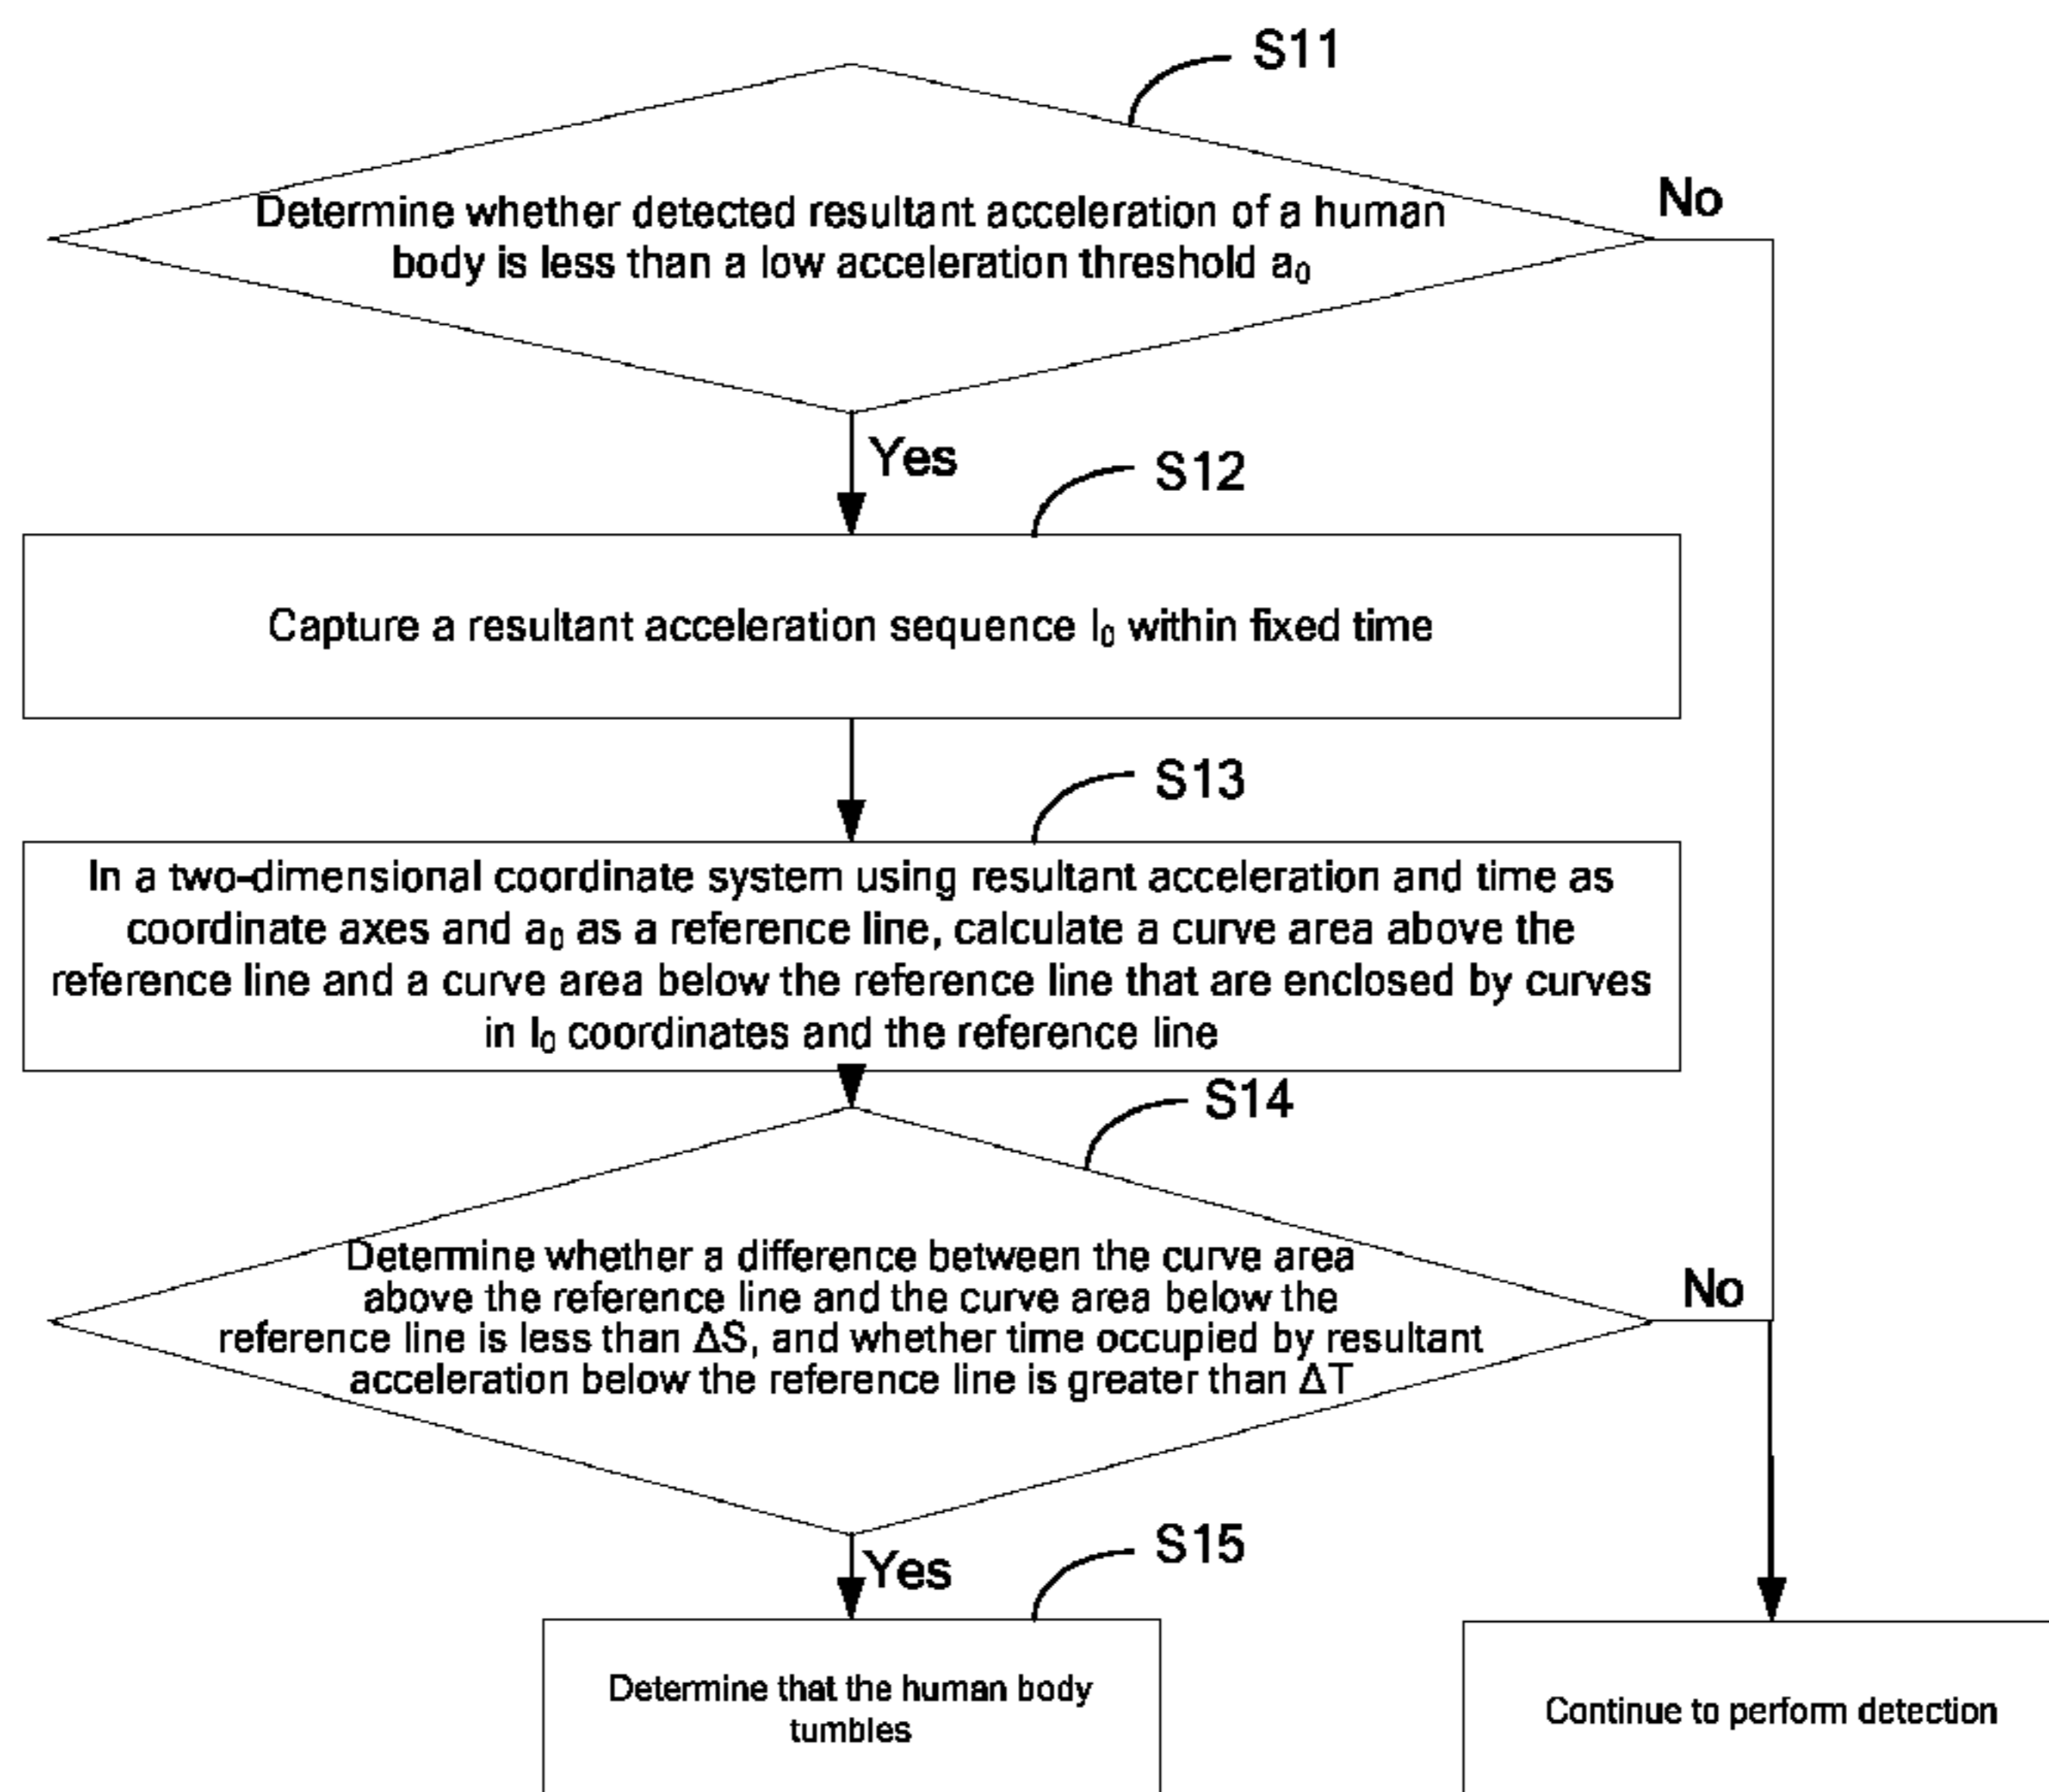 S11
Determine whether detected resultant acceleration of a human
body is less than a low acceleration threshold a₀
No
Yes
S12
Capture a resultant acceleration sequence l₀ within fixed time
S13
In a two-dimensional coordinate system using resultant acceleration and time as
coordinate axes and a₀ as a reference line, calculate a curve area above the
reference line and a curve area below the reference line that are enclosed by curves
in l₀ coordinates and the reference line
S14
Determine whether a difference between the curve area
above the reference line and the curve area below the
reference line is less than ΔS, and whether time occupied by resultant
acceleration below the reference line is greater than ΔT
No
Yes
S15
Determine that the human body
tumbles
Continue to perform detection